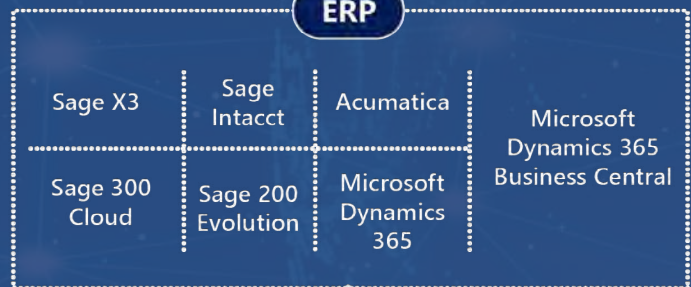 ERP
Sage X3
Sage
Intacct
Acumatica
Microsoft
Dynamics 365
Business Central
Sage 300
Cloud
Sage 200
Evolution
Microsoft
Dynamics
365